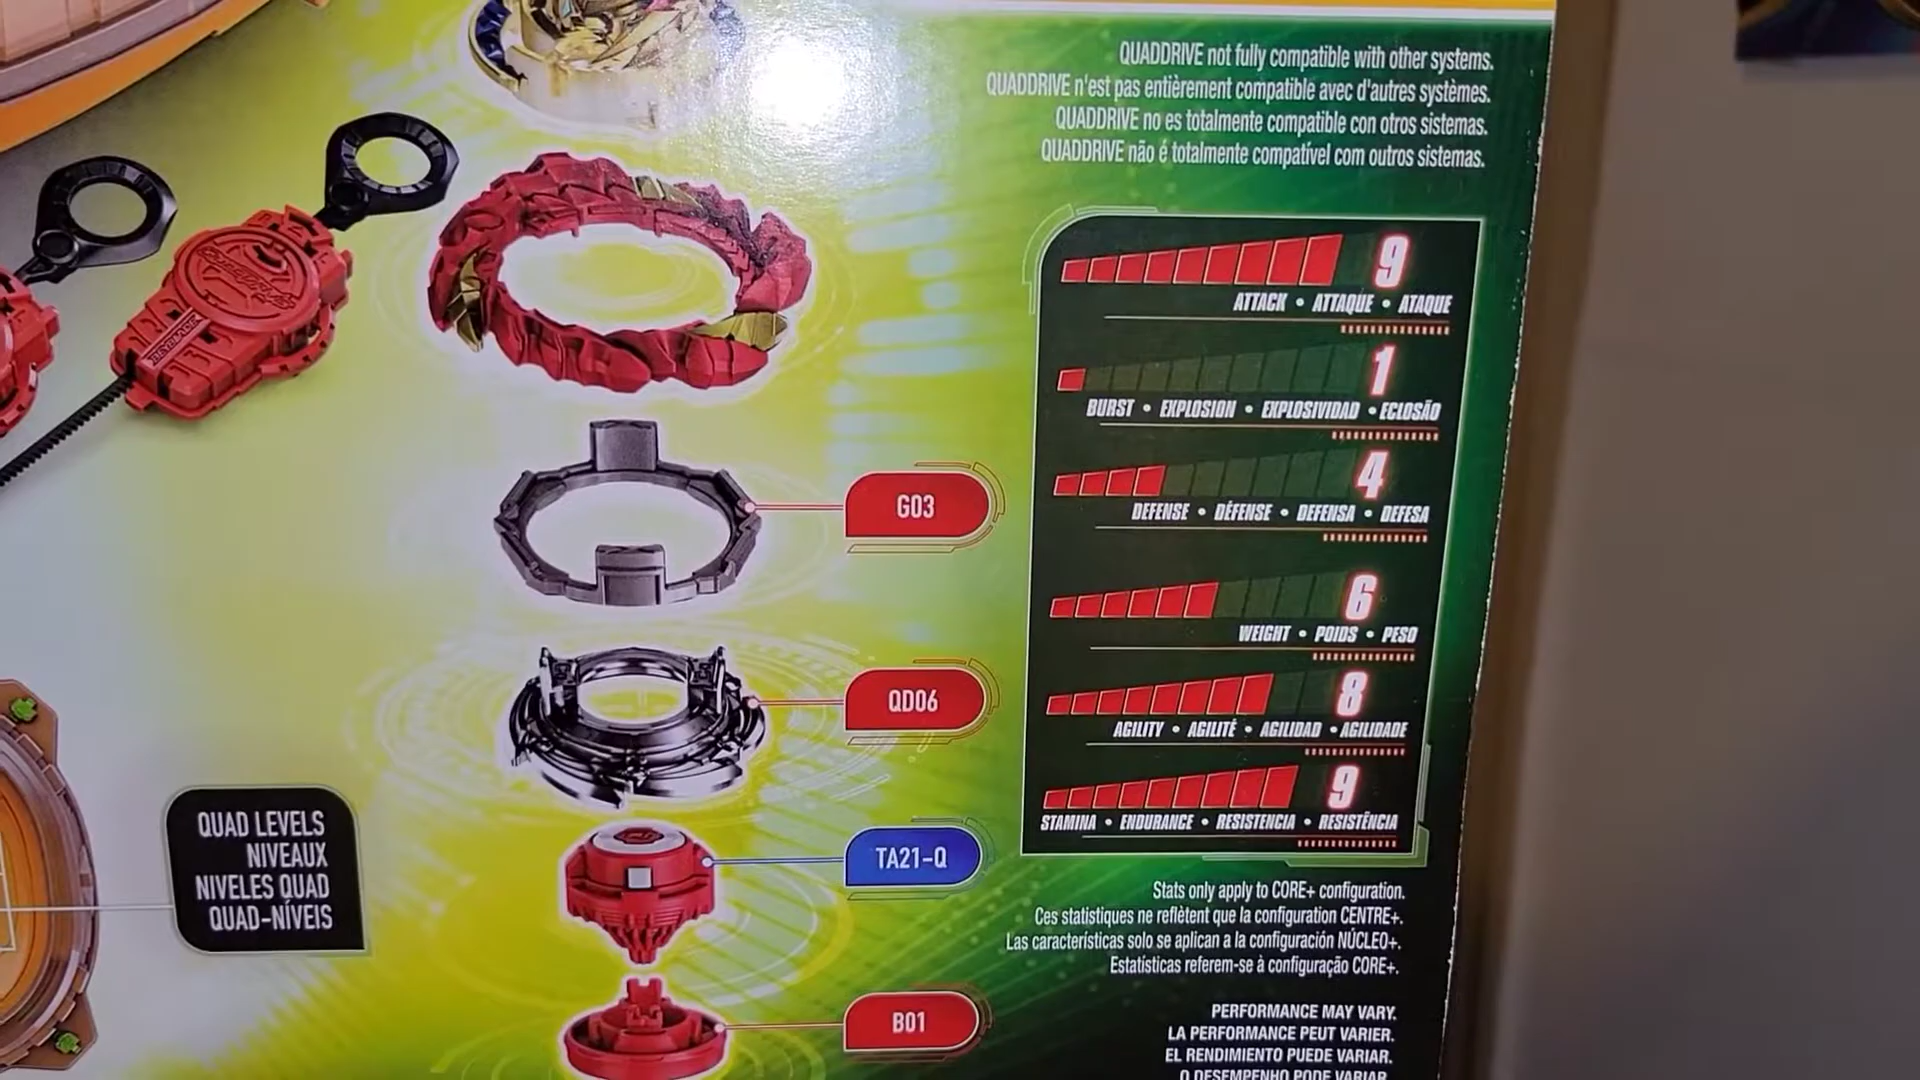 QUADDRIVE not fully compatible with other systems.
QUADDRIVE n'est pas entièrement compatible avec d'autres systèmes.
QUADDRIVE no es totalmente compatible con otros sistemas.
QUADDRIVE não é totalmente compatível com outros sistemas.
9
ATTACK • ATTAQUE • ATAQUE
1
BURST • EXPLOSION • EXPLOSIVIDAD • ECLOSÃO
4
DEFENSE • DÉFENSE • DEFENSA • DEFESA
6
WEIGHT • POIDS • PESO
8
AGILITY • AGILITÉ • AGILIDAD • AGILIDADE
9
STAMINA • ENDURANCE • RESISTENCIA • RESISTÊNCIA
Stats only apply to CORE+ configuration.
Ces statistiques ne reflètent que la configuration CENTRE+.
Las características solo se aplican a la configuración NÚCLEO+.
Estatísticas referem-se à configuração CORE+.
PERFORMANCE MAY VARY.
LA PERFORMANCE PEUT VARIER.
EL RENDIMIENTO PUEDE VARIAR.
O DESEMPENHO PODE VARIAR.
G03
QD06
TA21-Q
B01
QUAD LEVELS
NIVEAUX
NIVELES QUAD
QUAD-NÍVEIS
BEYBLADE